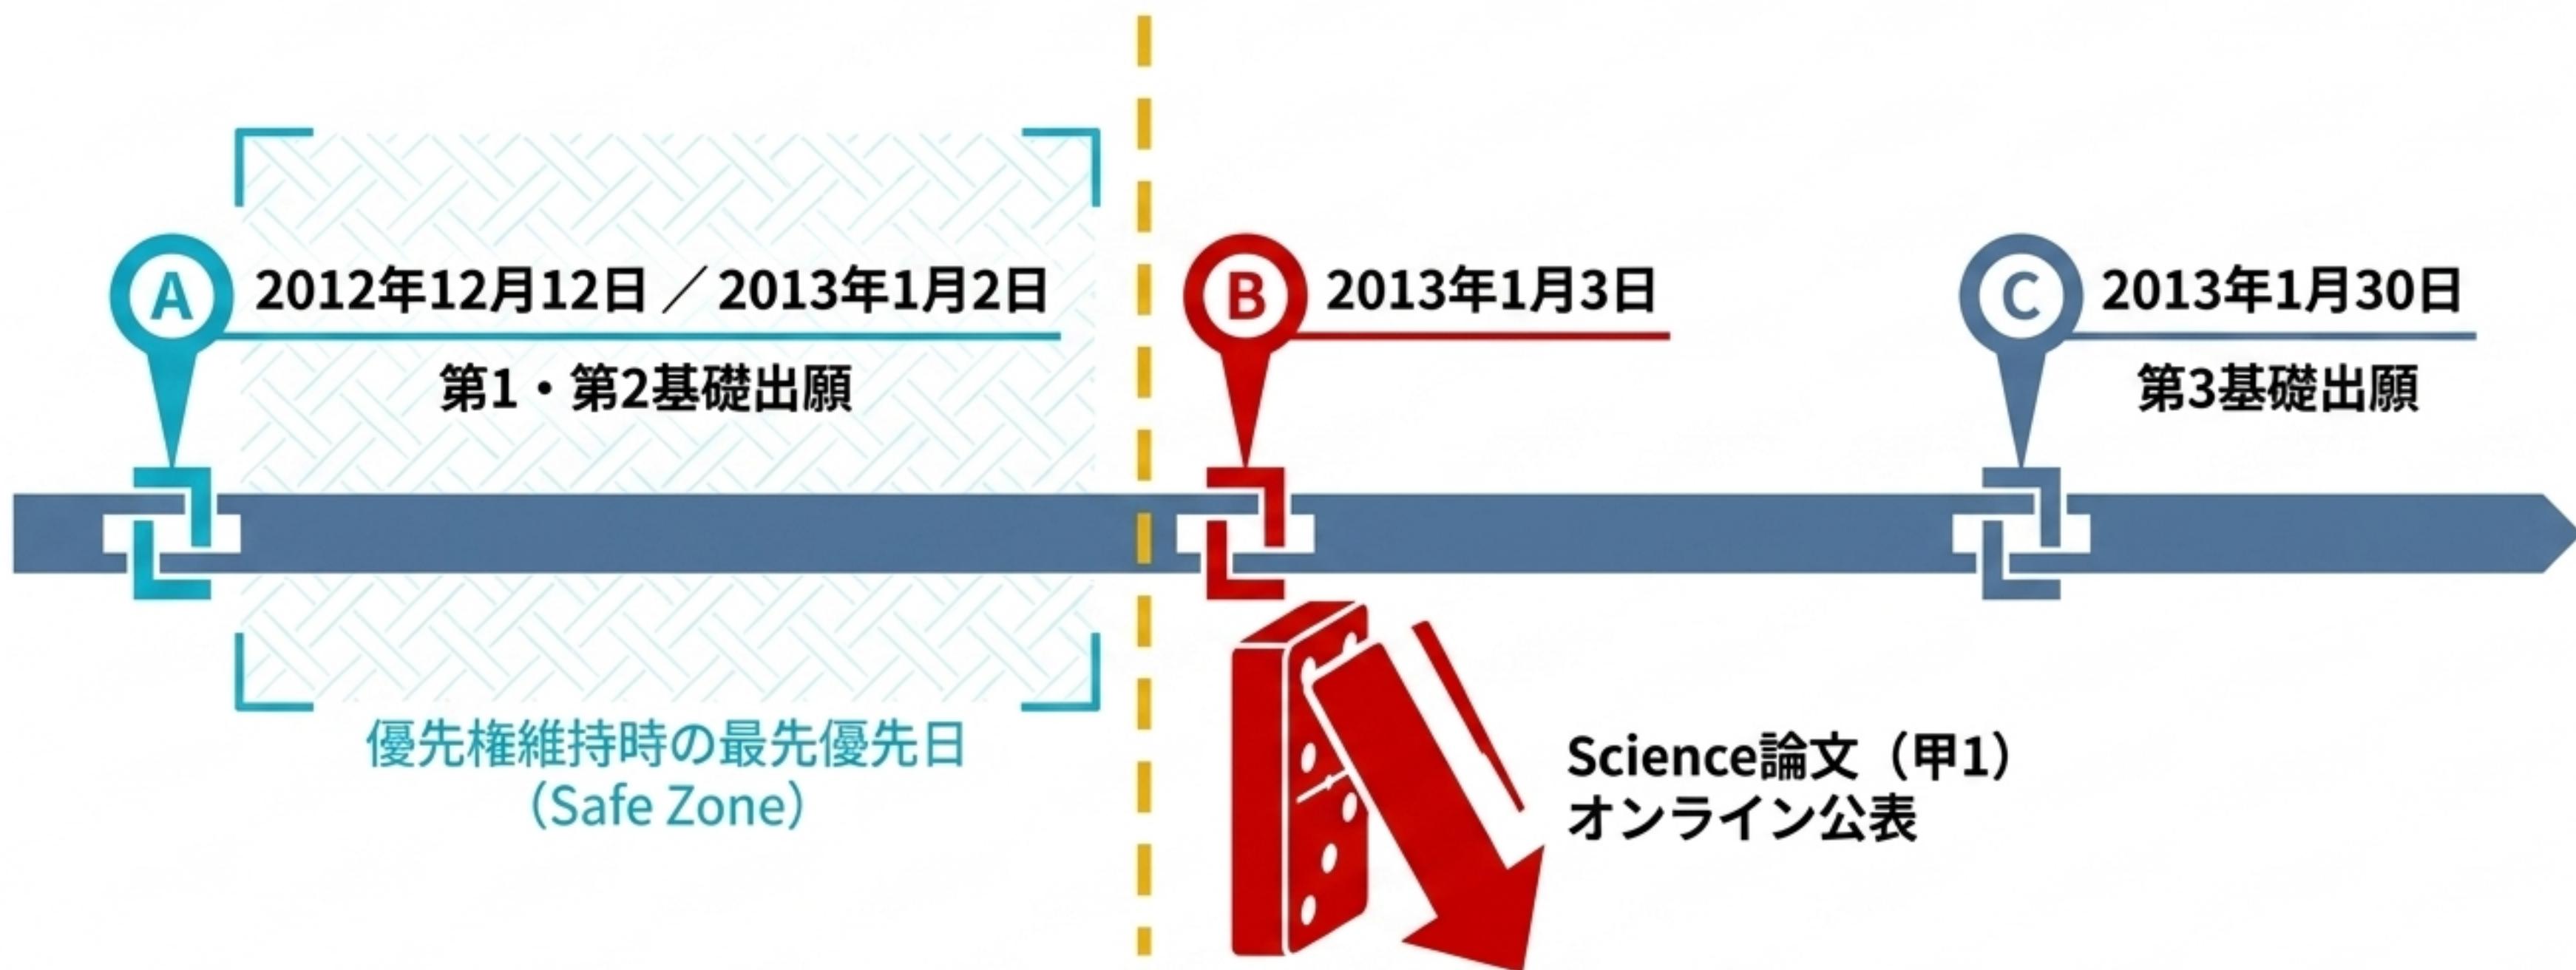 A
2012年12月12日 ／ 2013年1月2日
第1・第2基礎出願
優先権維持時の最先優先日
（Safe Zone）
B
2013年1月3日
Science論文（甲1）
オンライン公表
C
2013年1月30日
第3基礎出願